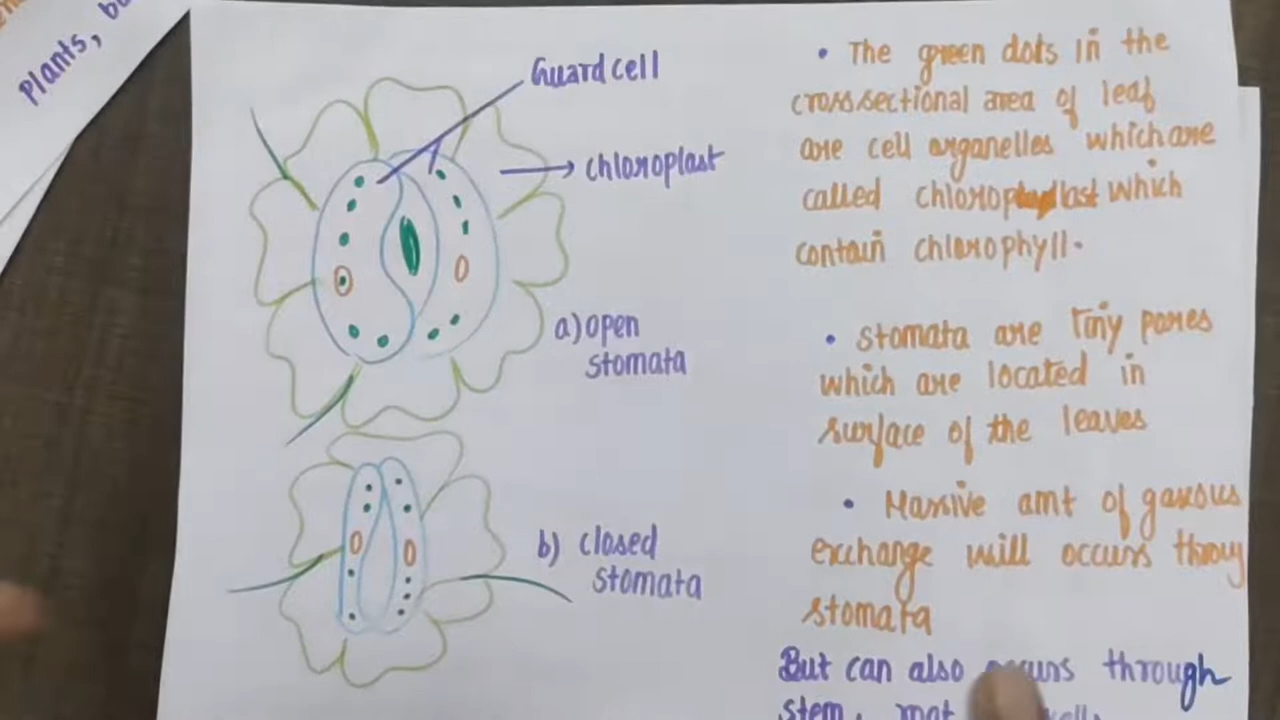 Plants,
Guard cell
chloroplast
a) open
stomata
b) closed
stomata
• The green dots in the
cross sectional area of leaf
are cell organelles which are
called chloroplast which
contain chlorophyll.
• stomata are Tiny pores
which are located in
surface of the leaves
• Massive amt of gaseous
exchange will occurs throug
stomata
But can also occurs through
stem,